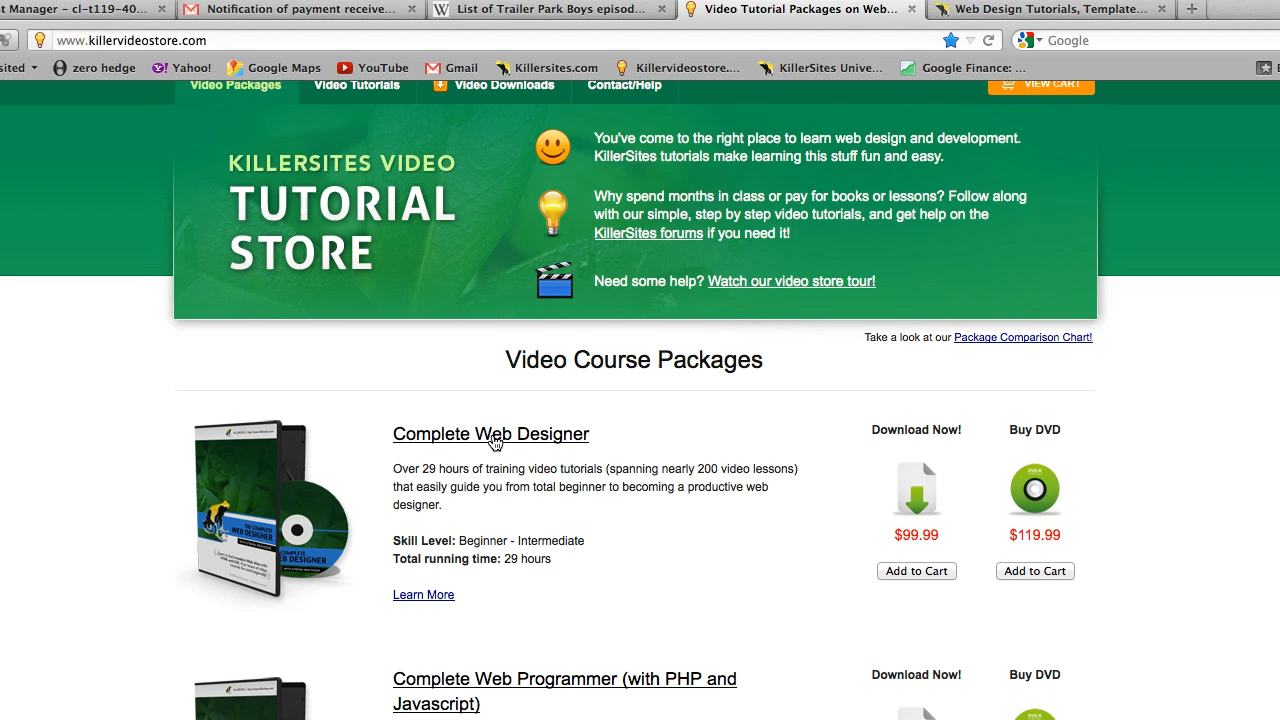 st Manager – cl-t119-40... Notification of payment receive... List of Trailer Park Boys episod... Video Tutorial Packages on Web... Web Design Tutorials, Template...
www.killervideostore.com Google
sited zero hedge Yahoo! Google Maps YouTube Gmail Killersites.com Killervideostore.... KillerSites Unive... Google Finance: ...
Video Packages Video Tutorials Video Downloads Contact/Help VIEW CART
KILLERSITES VIDEO
TUTORIAL
STORE
You've come to the right place to learn web design and development.
KillerSites tutorials make learning this stuff fun and easy.
Why spend months in class or pay for books or lessons? Follow along
with our simple, step by step video tutorials, and get help on the
KillerSites forums if you need it!
Need some help? Watch our video store tour!
Take a look at our Package Comparison Chart!
Video Course Packages
Complete Web Designer
Over 29 hours of training video tutorials (spanning nearly 200 video lessons)
that easily guide you from total beginner to becoming a productive web
designer.
Skill Level: Beginner - Intermediate
Total running time: 29 hours
Learn More
Download Now! Buy DVD
$99.99 $119.99
Add to Cart Add to Cart
THE COMPLETE
WEB DESIGNER
Complete Web Programmer (with PHP and
Javascript)
Download Now! Buy DVD